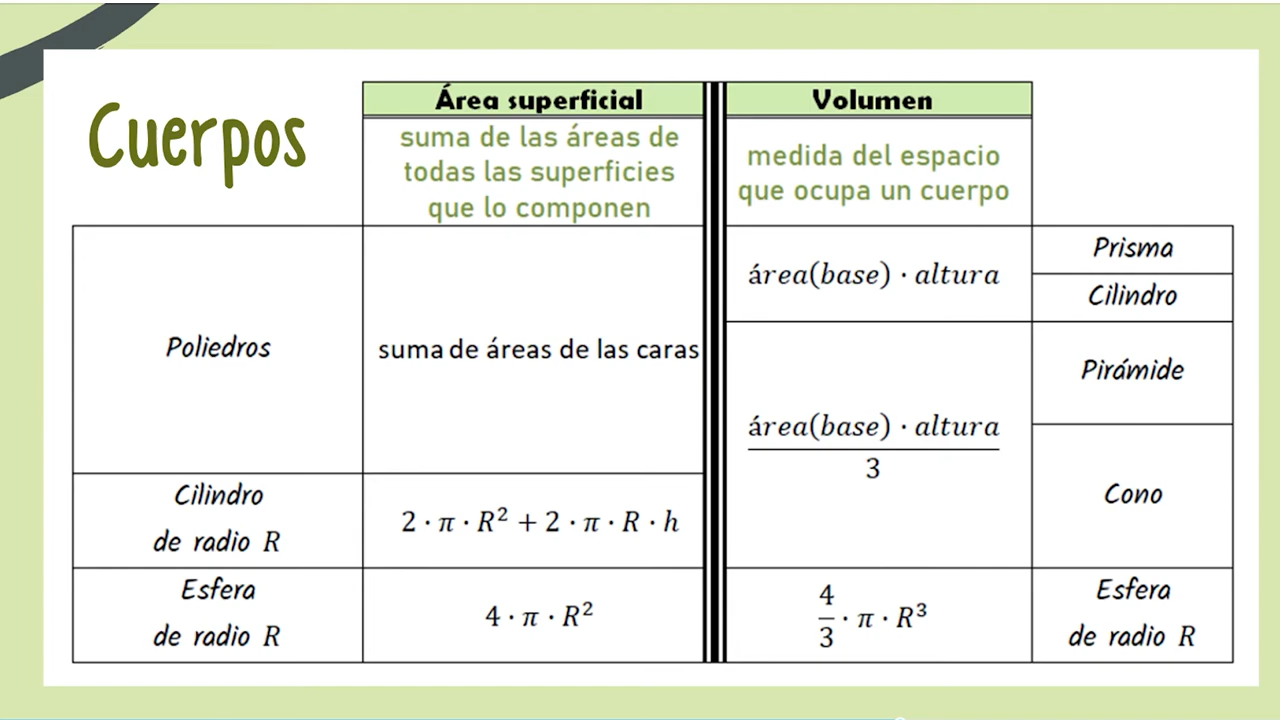 Cuerpos
Área superficial
Volumen
suma de las áreas de
todas las superficies
que lo componen
medida del espacio
que ocupa un cuerpo
Poliedros
suma de áreas de las caras
área(base) · altura
Prisma
Cilindro
área(base) · altura
3
Pirámide
Cono
Cilindro
de radio R
2 · π · R² + 2 · π · R · h
Esfera
de radio R
4 · π · R²
4
3
· π · R³
Esfera
de radio R